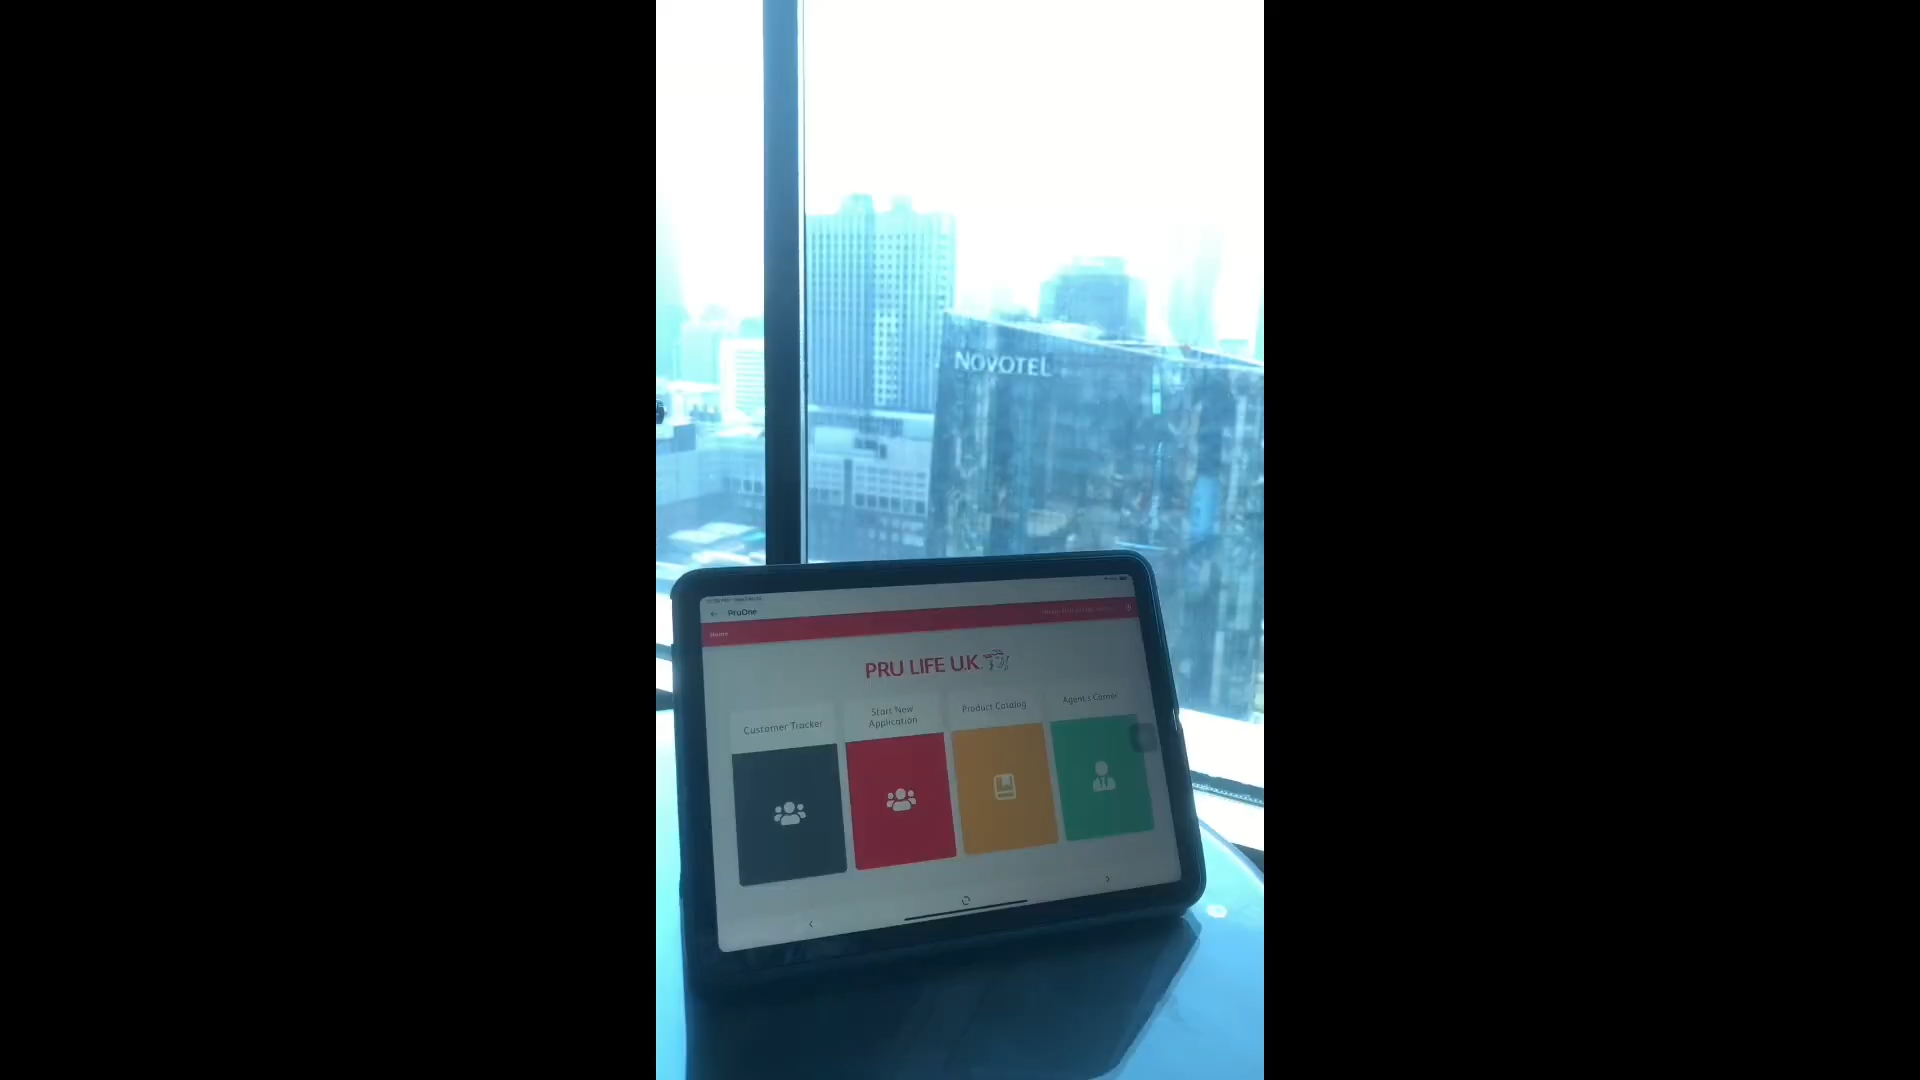 NOVOTEL
PruOne
Home
PRU LIFE U.K.
Customer Tracker
Start New
Application
Product Catalog
Agent's Corner